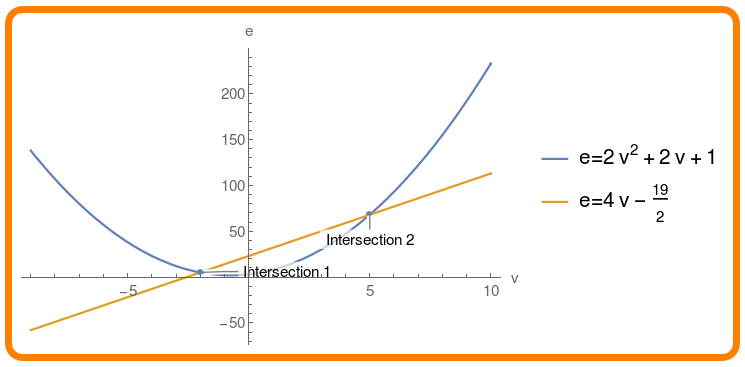 e
200
150
100
50
−50
−5
5
10
v
Intersection 1
Intersection 2
e=2 v² + 2 v + 1
e=4 v − 19/2